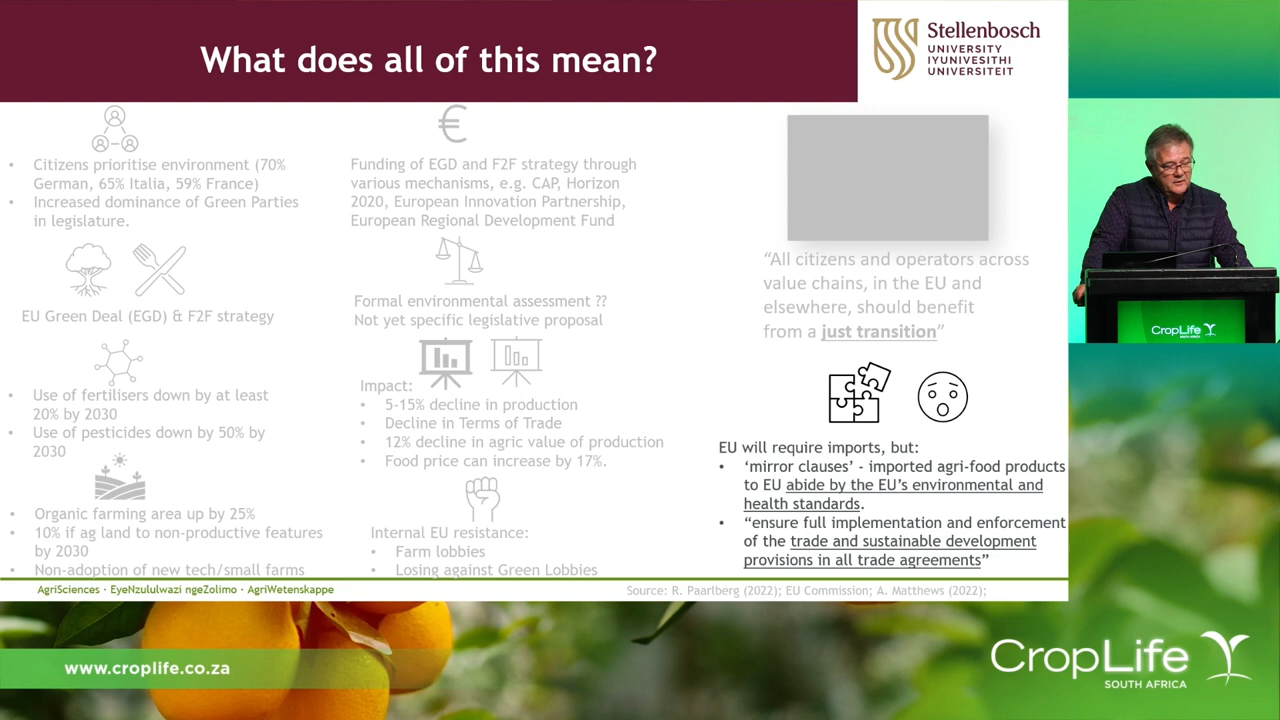 What does all of this mean?
Stellenbosch
UNIVERSITY
IYUNIVESITHI
UNIVERSITEIT
• Citizens prioritise environment (70%
German, 65% Italia, 59% France)
• Increased dominance of Green Parties
in legislature.
EU Green Deal (EGD) & F2F strategy
• Use of fertilisers down by at least
20% by 2030
• Use of pesticides down by 50% by
2030
• Organic farming area up by 25%
• 10% if ag land to non-productive features
by 2030
• Non-adoption of new tech/small farms
€
Funding of EGD and F2F strategy through
various mechanisms, e.g. CAP, Horizon
2020, European Innovation Partnership,
European Regional Development Fund
Formal environmental assessment ??
Not yet specific legislative proposal
Impact:
• 5-15% decline in production
• Decline in Terms of Trade
• 12% decline in agric value of production
• Food price can increase by 17%.
Internal EU resistance:
• Farm lobbies
• Losing against Green Lobbies
“All citizens and operators across
value chains, in the EU and
elsewhere, should benefit
from a just transition”
EU will require imports, but:
• ‘mirror clauses’ - imported agri-food products
to EU abide by the EU’s environmental and
health standards.
• “ensure full implementation and enforcement
of the trade and sustainable development
provisions in all trade agreements”
AgriSciences · EyeNzululwazi ngeZolimo · AgriWetenskappe
Source: R. Paarlberg (2022); EU Commission; A. Matthews (2022);
CropLife
SOUTH AFRICA
www.croplife.co.za
CropLife
SOUTH AFRICA